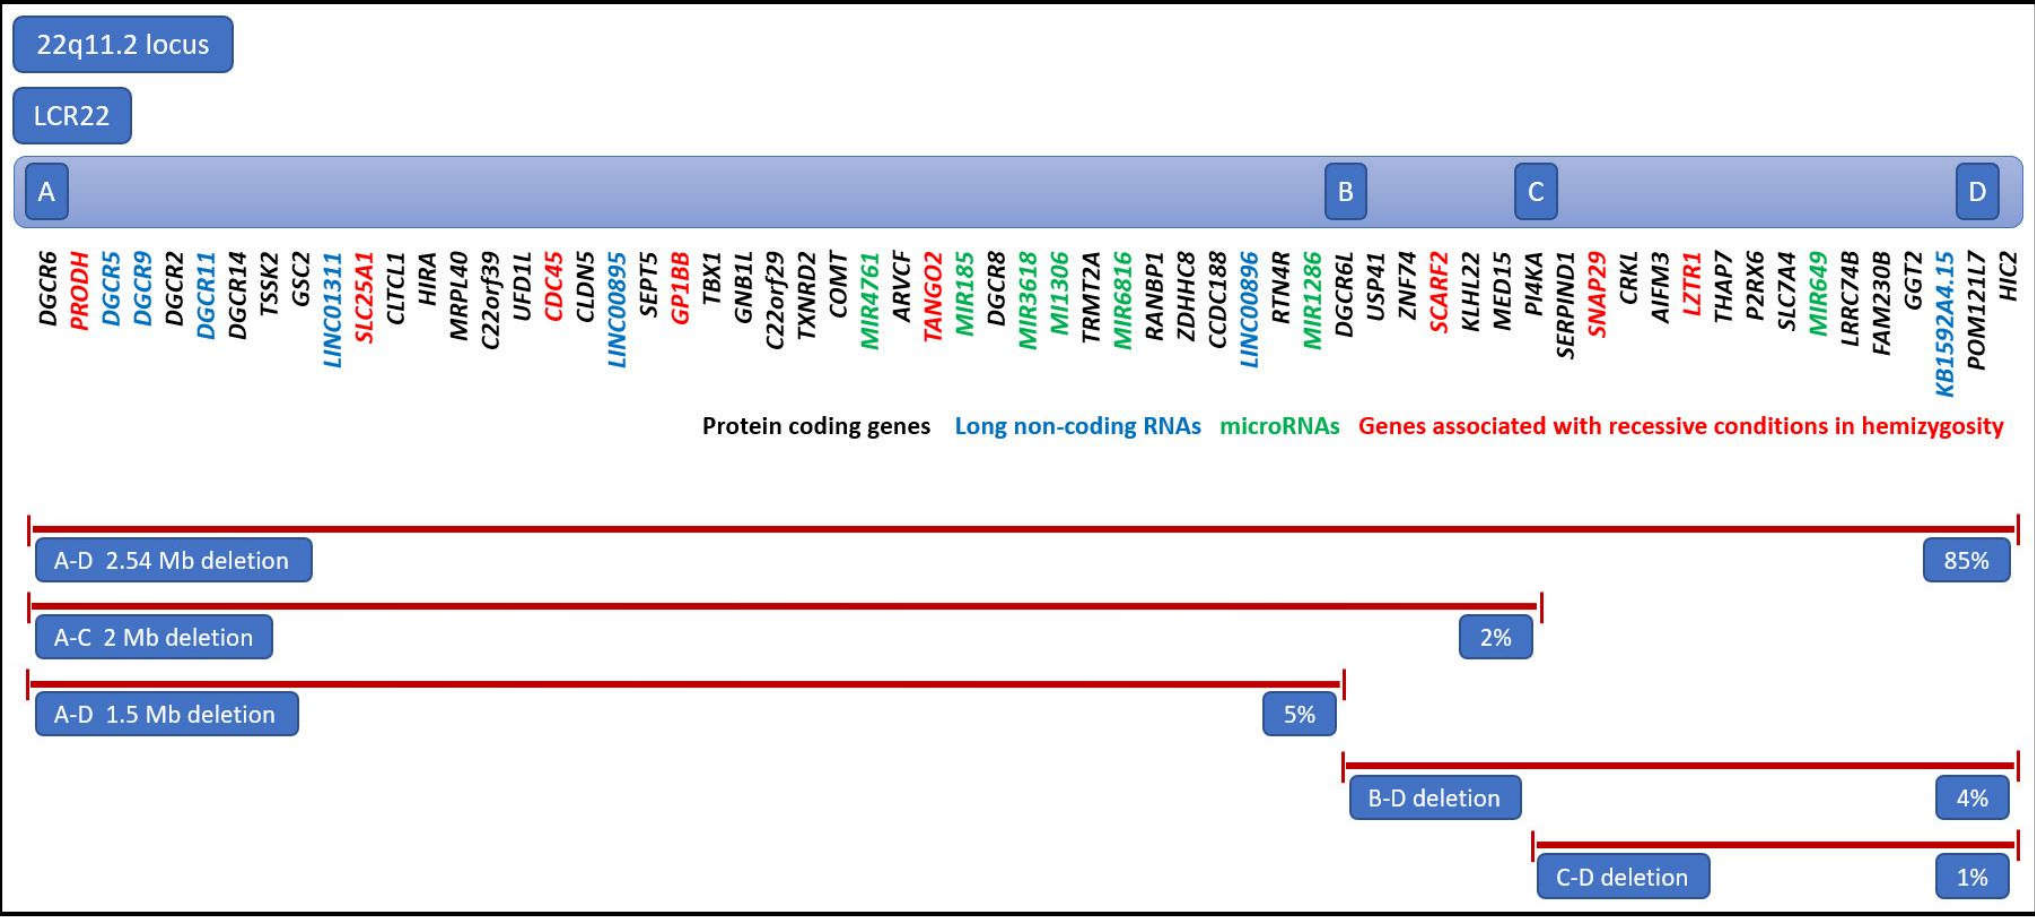 22q11.2 locus
LCR22
A B C D
DGCR6
PRODH
DGCR5
DGCR9
DGCR2
DGCR11
DGCR14
TSSK2
GSC2
LINC01311
SLC25A1
CLTCL1
HIRA
MRPL40
C22orf39
UFD1L
CDC45
CLDN5
LINC00895
SEPT5
GP1BB
TBX1
GNB1L
C22orf29
TXNRD2
COMT
MIR4761
ARVCF
TANGO2
MIR185
DGCR8
MIR3618
MI1306
TRMT2A
MIR6816
RANBP1
ZDHHC8
CCDC188
LINC00896
RTN4R
MIR1286
DGCR6L
USP41
ZNF74
SCARF2
KLHL22
MED15
PI4KA
SERPIND1
SNAP29
CRKL
AIFM3
LZTR1
THAP7
P2RX6
SLC7A4
MIR649
LRRC74B
FAM230B
GGT2
KB1592A4.15
POM121L7
HIC2
Protein coding genes Long non-coding RNAs microRNAs Genes associated with recessive conditions in hemizygosity
A-D 2.54 Mb deletion 85%
A-C 2 Mb deletion 2%
A-D 1.5 Mb deletion 5%
B-D deletion 4%
C-D deletion 1%